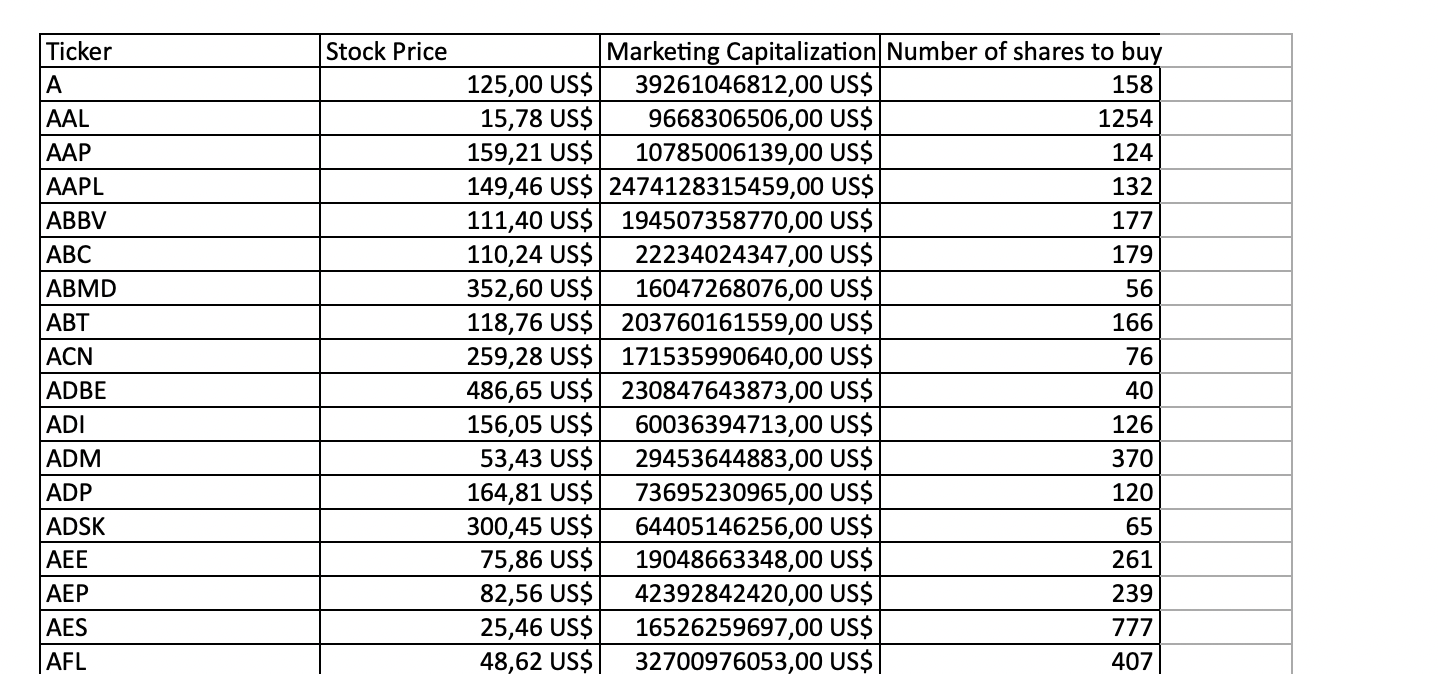 Ticker Stock Price Marketing Capitalization Number of shares to buy
A 125,00 US$ 39261046812,00 US$ 158
AAL 15,78 US$ 9668306506,00 US$ 1254
AAP 159,21 US$ 10785006139,00 US$ 124
AAPL 149,46 US$ 2474128315459,00 US$ 132
ABBV 111,40 US$ 194507358770,00 US$ 177
ABC 110,24 US$ 22234024347,00 US$ 179
ABMD 352,60 US$ 16047268076,00 US$ 56
ABT 118,76 US$ 203760161559,00 US$ 166
ACN 259,28 US$ 171535990640,00 US$ 76
ADBE 486,65 US$ 230847643873,00 US$ 40
ADI 156,05 US$ 60036394713,00 US$ 126
ADM 53,43 US$ 29453644883,00 US$ 370
ADP 164,81 US$ 73695230965,00 US$ 120
ADSK 300,45 US$ 64405146256,00 US$ 65
AEE 75,86 US$ 19048663348,00 US$ 261
AEP 82,56 US$ 42392842420,00 US$ 239
AES 25,46 US$ 16526259697,00 US$ 777
AFL 48,62 US$ 32700976053,00 US$ 407